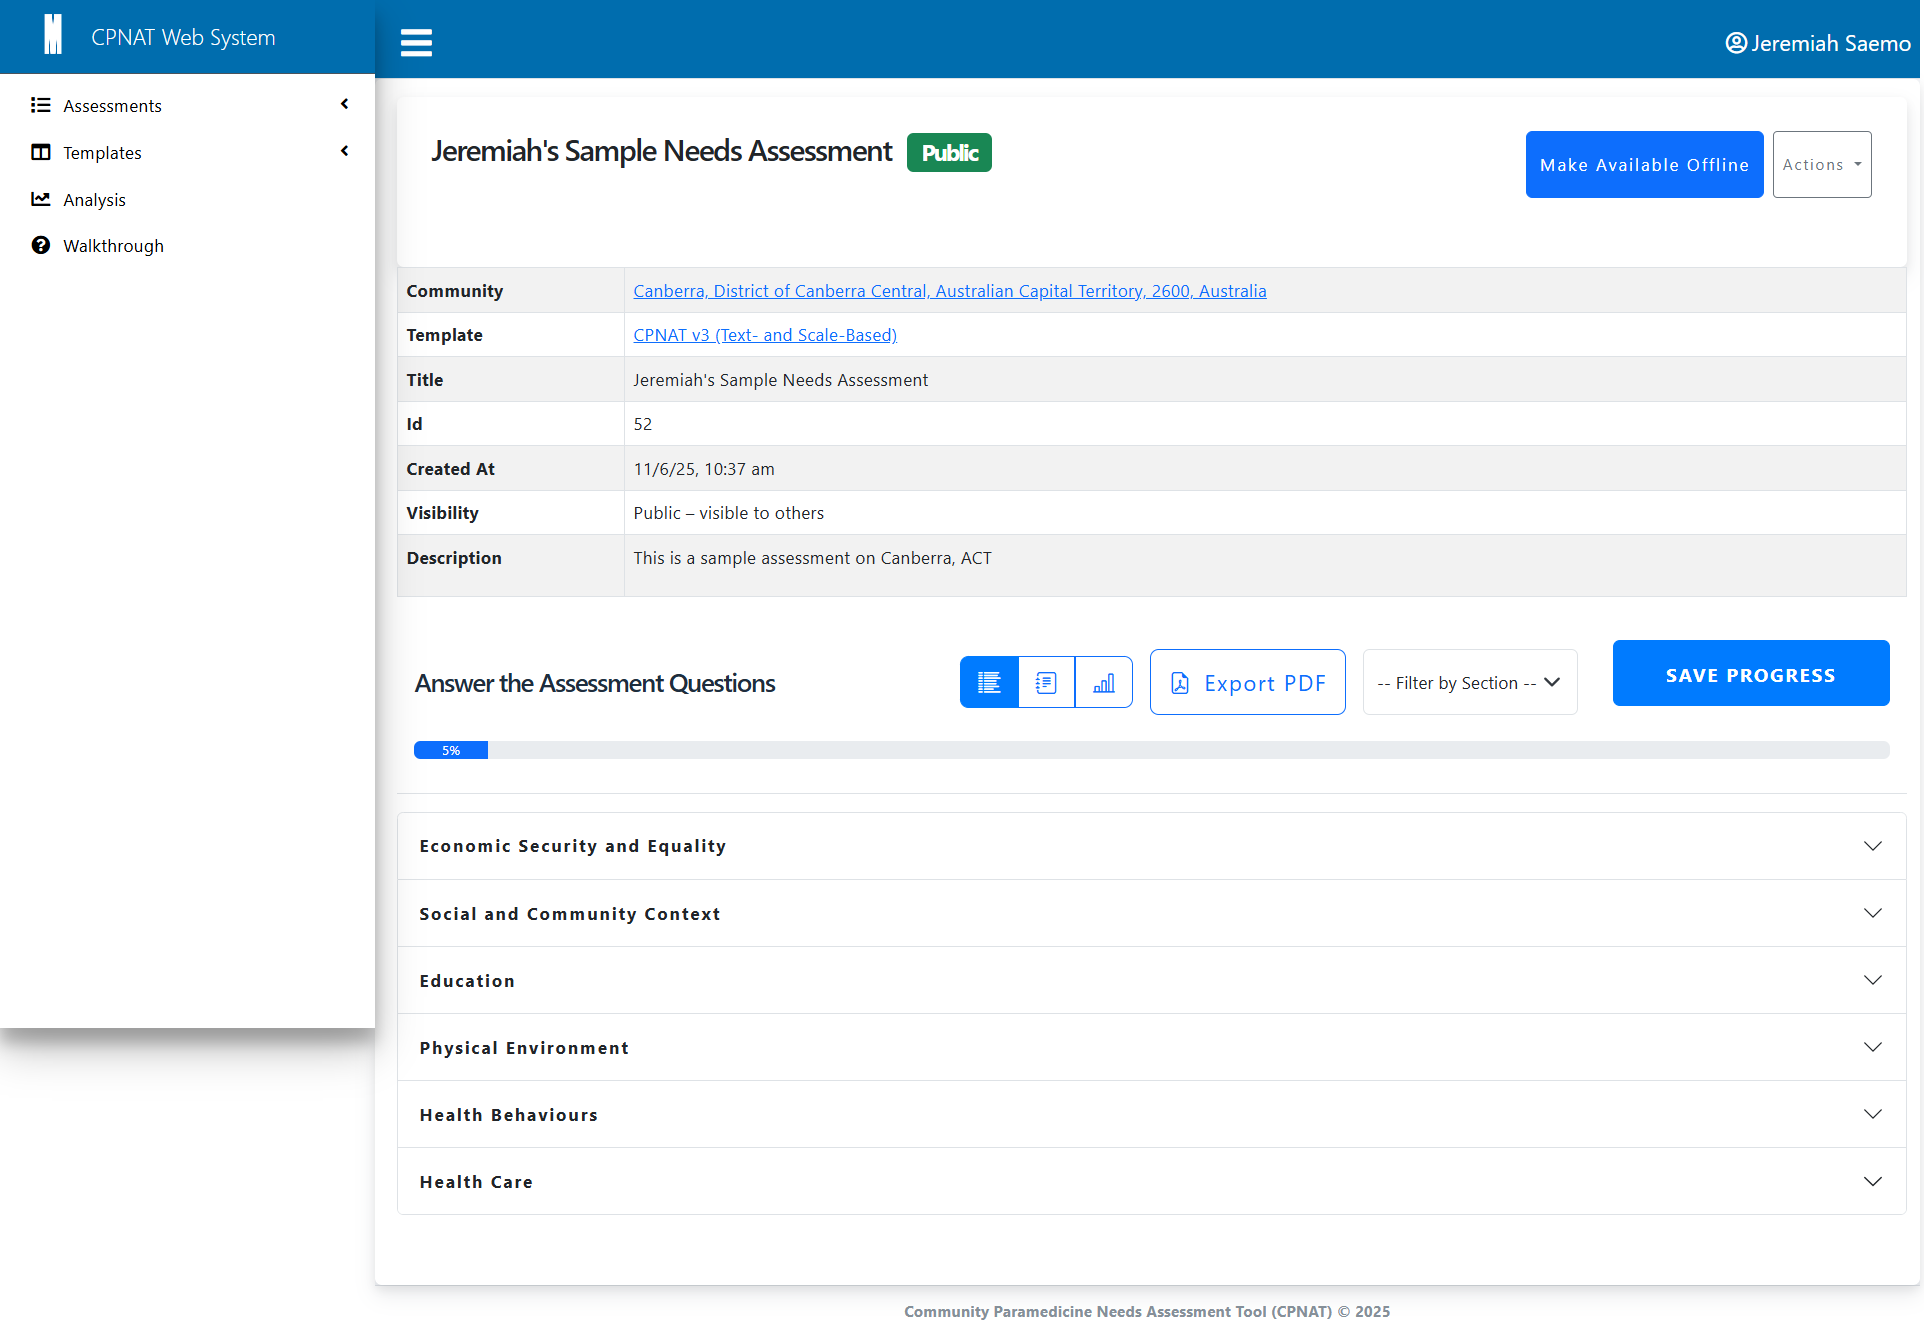 CPNAT Web System
Jeremiah Saemo
Assessments
Templates
Analysis
Walkthrough
Jeremiah's Sample Needs Assessment Public
Make Available Offline
Actions
Community Canberra, District of Canberra Central, Australian Capital Territory, 2600, Australia
Template CPNAT v3 (Text- and Scale-Based)
Title Jeremiah's Sample Needs Assessment
Id 52
Created At 11/6/25, 10:37 am
Visibility Public – visible to others
Description This is a sample assessment on Canberra, ACT
Answer the Assessment Questions
Export PDF
-- Filter by Section --
SAVE PROGRESS
5%
Economic Security and Equality
Social and Community Context
Education
Physical Environment
Health Behaviours
Health Care
Community Paramedicine Needs Assessment Tool (CPNAT) © 2025